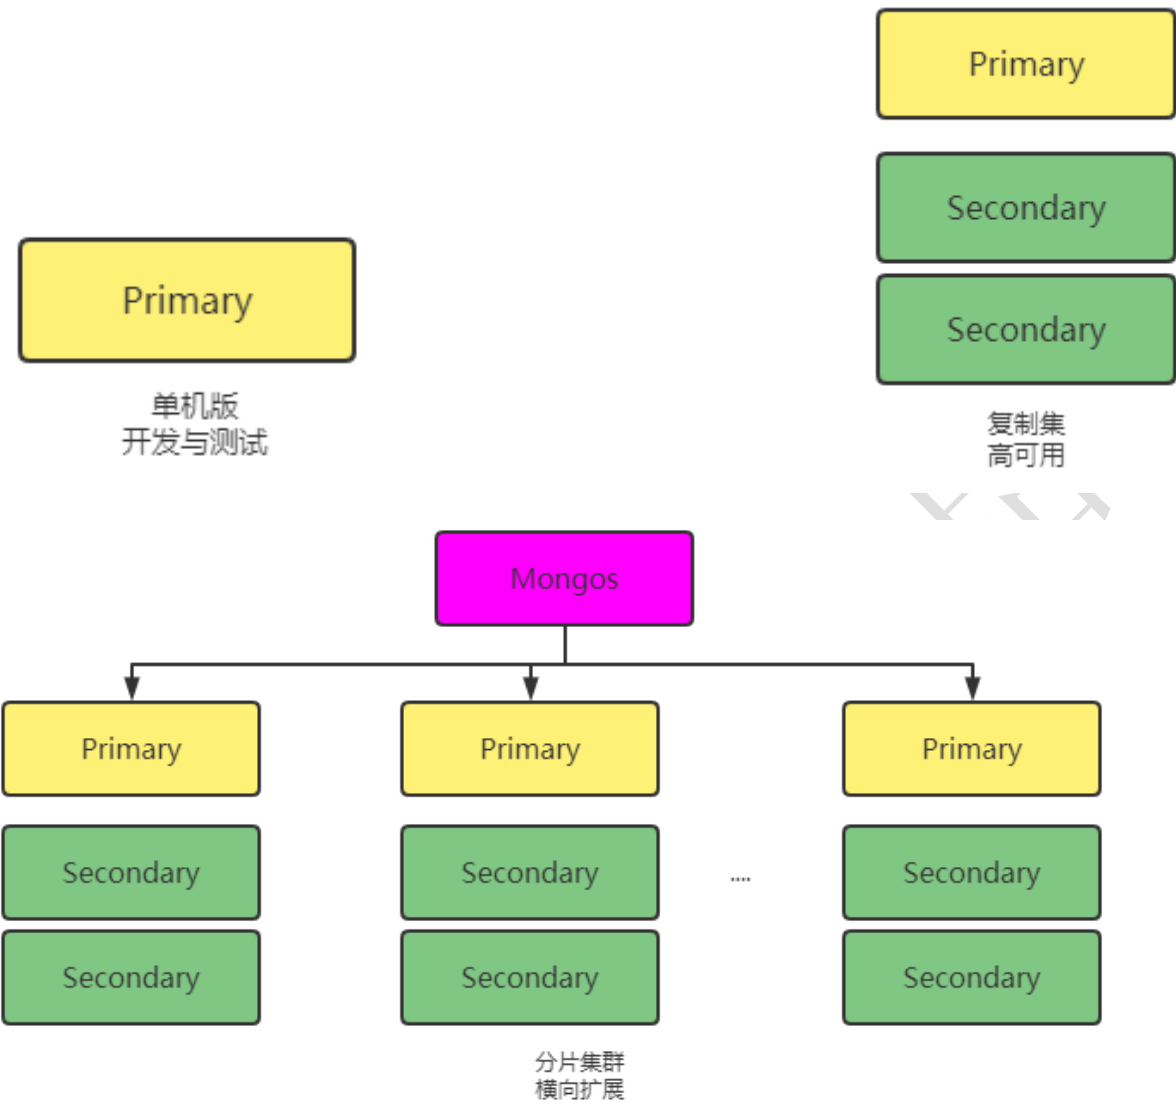 Primary
单机版
开发与测试
Primary
Secondary
Secondary
复制集
高可用
Mongos
Primary
Primary
Primary
Secondary
Secondary
....
Secondary
Secondary
Secondary
Secondary
分片集群
横向扩展